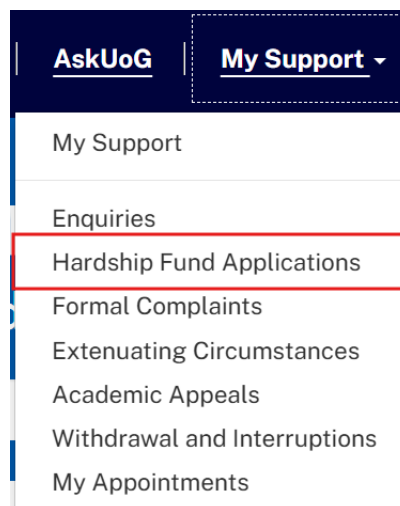 AskUoG
My Support
My Support
Enquiries
Hardship Fund Applications
Formal Complaints
Extenuating Circumstances
Academic Appeals
Withdrawal and Interruptions
My Appointments